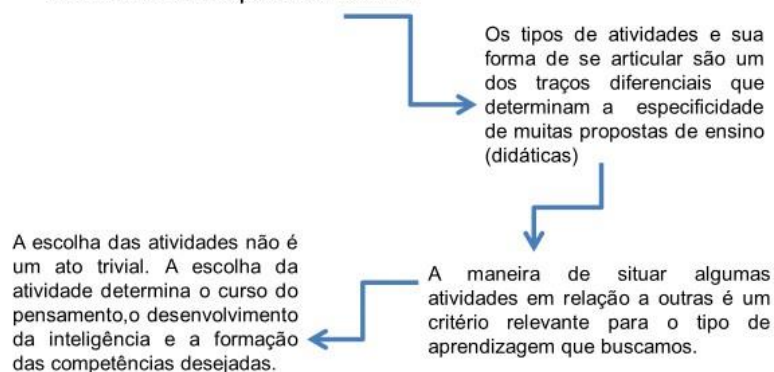 Os tipos de atividades e sua
forma de se articular são um
dos traços diferenciais que
determinam a especificidade
de muitas propostas de ensino
(didáticas)
A maneira de situar algumas
atividades em relação a outras é um
critério relevante para o tipo de
aprendizagem que buscamos.
A escolha das atividades não é
um ato trivial. A escolha da
atividade determina o curso do
pensamento,o desenvolvimento
da inteligência e a formação
das competências desejadas.